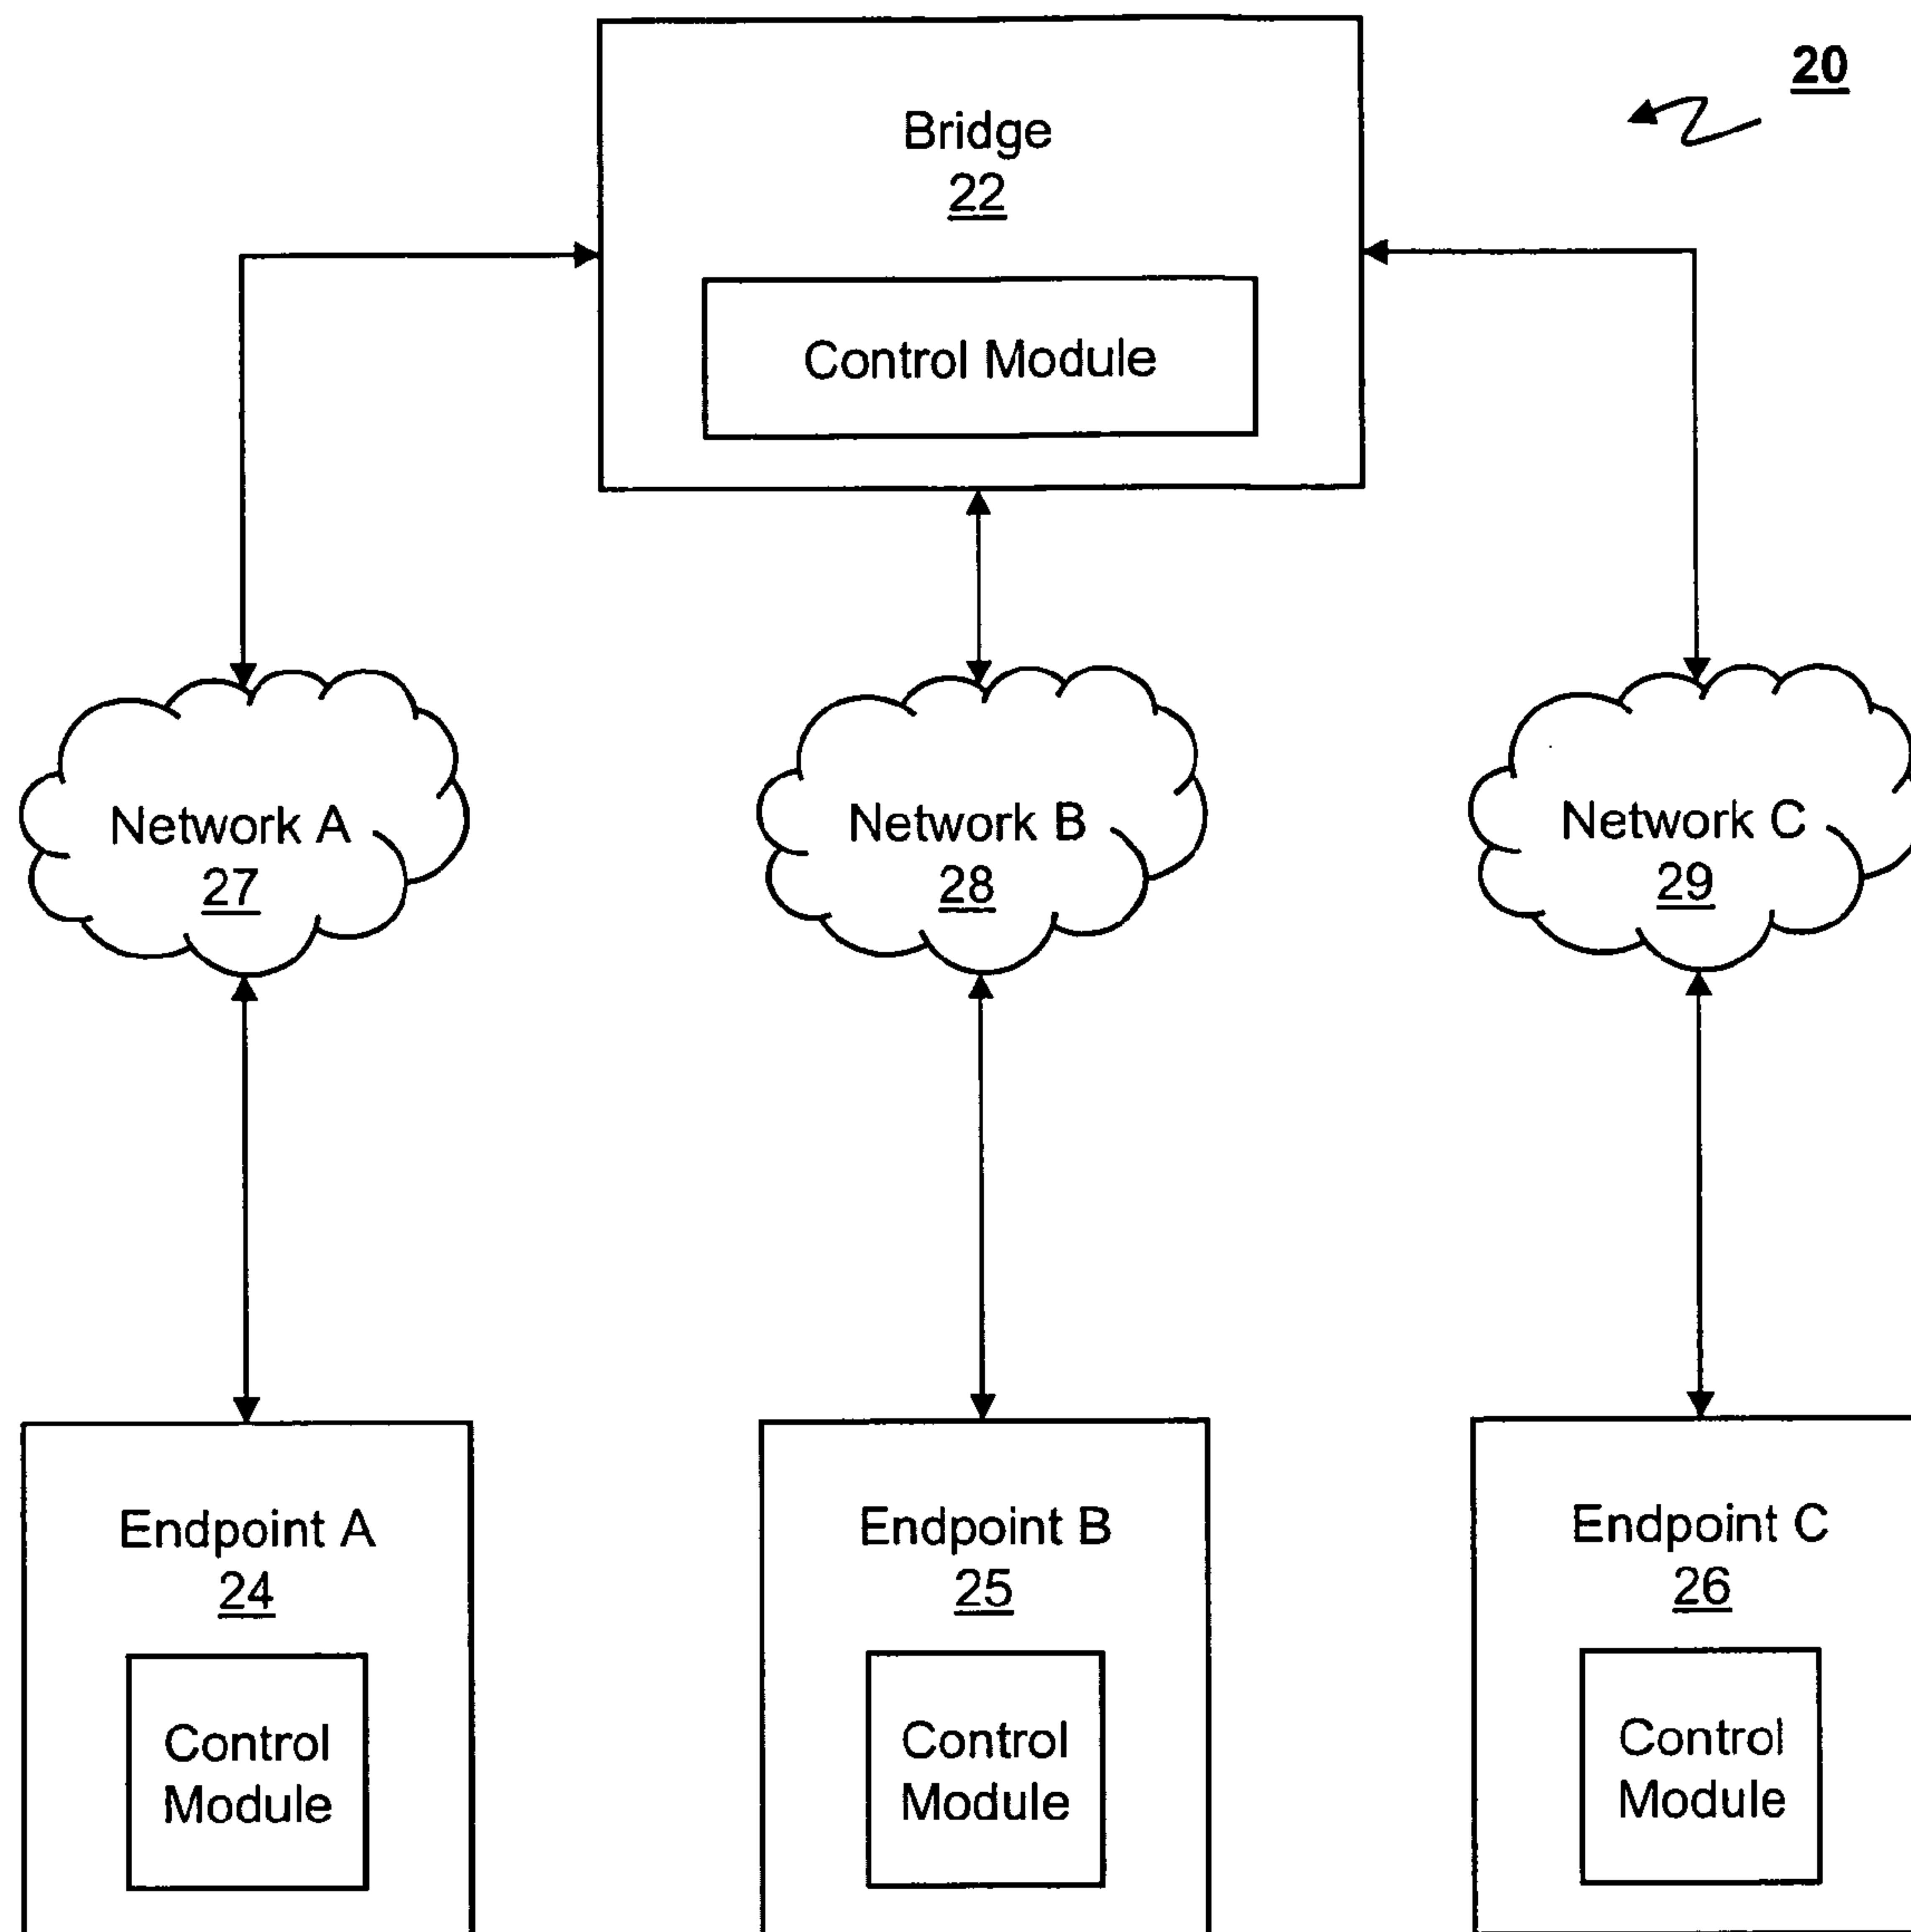 20
Bridge
22
Control Module
Network A
27
Network B
28
Network C
29
Endpoint A
24
Control
Module
Endpoint B
25
Control
Module
Endpoint C
26
Control
Module